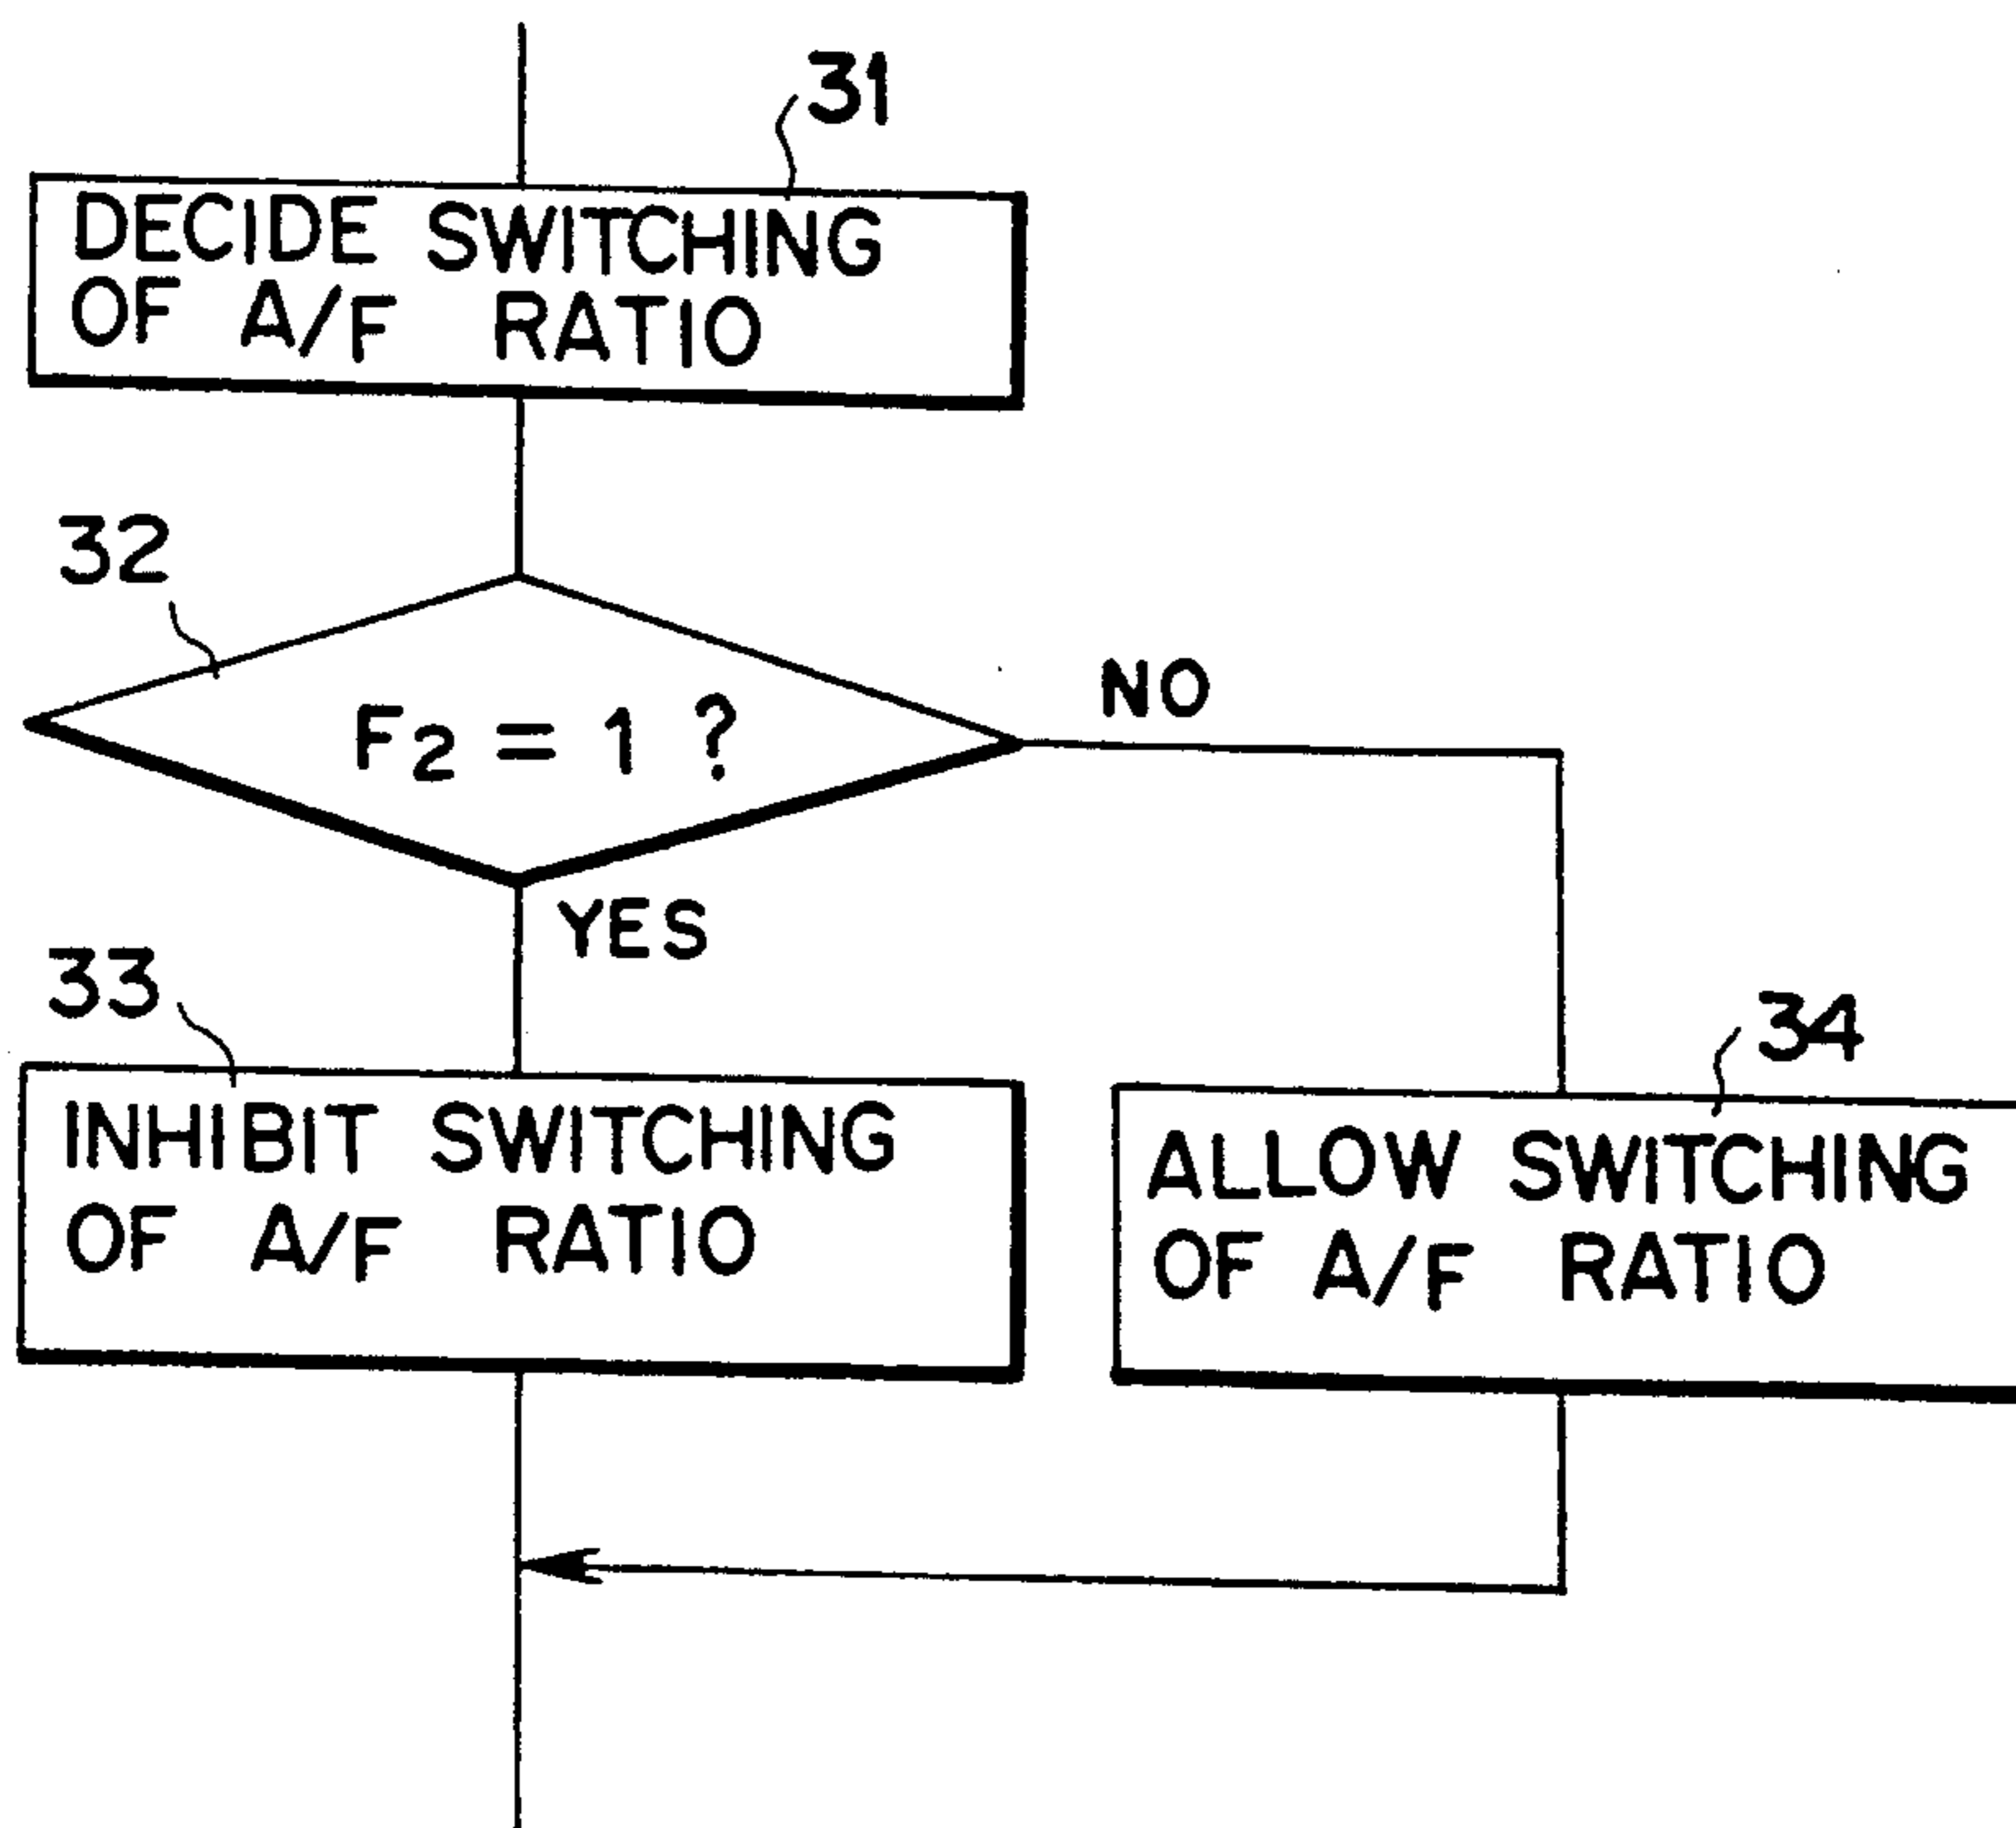 31
DECIDE SWITCHING
OF A/F RATIO
32
F2 = 1 ?
NO
YES
33
INHIBIT SWITCHING
OF A/F RATIO
34
ALLOW SWITCHING
OF A/F RATIO